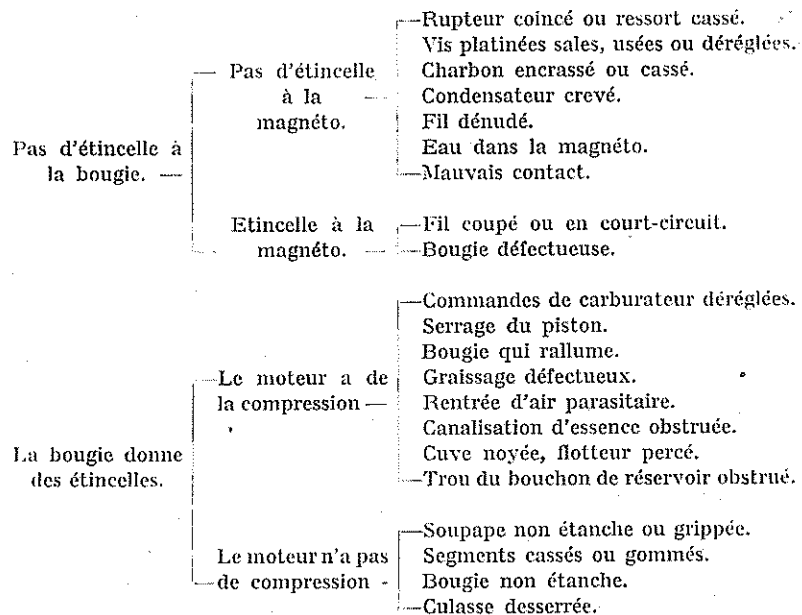 Pas d'étincelle à
la bougie. —
Pas d'étincelle
à la
magnéto.
Rupteur coincé ou ressort cassé.
Vis platinées sales, usées ou déréglées.
Charbon encrassé ou cassé.
Condensateur crevé.
Fil dénudé.
Eau dans la magnéto.
Mauvais contact.
Etincelle à la
magnéto.
Fil coupé ou en court-circuit.
Bougie défectueuse.
La bougie donne
des étincelles.
Le moteur a de
la compression —
Commandes de carburateur déréglées.
Serrage du piston.
Bougie qui rallume.
Graissage défectueux.
Rentrée d'air parasitaire.
Canalisation d'essence obstruée.
Cuve noyée, flotteur percé.
Trou du bouchon de réservoir obstrué.
Le moteur n'a pas
de compression -
Soupape non étanche ou grippée.
Segments cassés ou gommés.
Bougie non étanche.
Culasse desserrée.